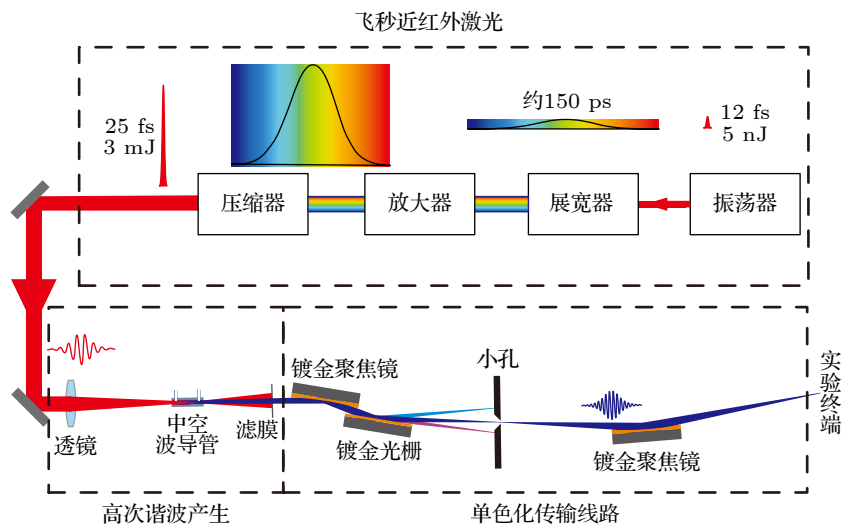 飞秒近红外激光
25 fs
3 mJ
约150 ps
12 fs
5 nJ
压缩器
放大器
展宽器
振荡器
镀金聚焦镜
小孔
实验终端
透镜
中空
波导管
滤膜
镀金光栅
镀金聚焦镜
高次谐波产生
单色化传输线路